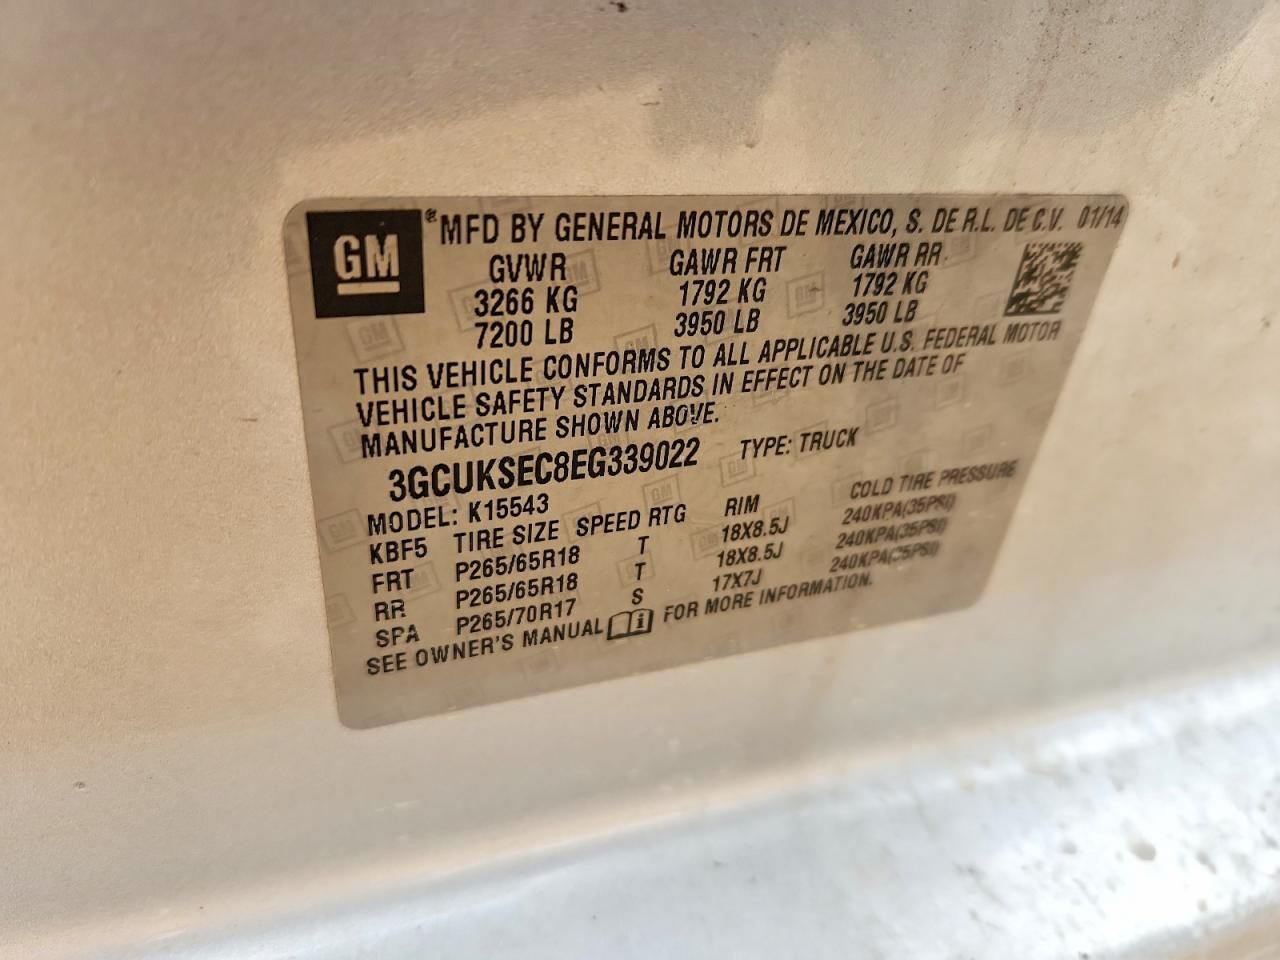 GM ® MFD BY GENERAL MOTORS DE MEXICO, S. DE R.L. DE C.V. 01/14
GVWR GAWR FRT GAWR RR
3266 KG 1792 KG 1792 KG
7200 LB 3950 LB 3950 LB
THIS VEHICLE CONFORMS TO ALL APPLICABLE U.S. FEDERAL MOTOR
VEHICLE SAFETY STANDARDS IN EFFECT ON THE DATE OF
MANUFACTURE SHOWN ABOVE.
3GCUKSEC8EG339022 TYPE: TRUCK
MODEL: K15543
KBF5 TIRE SIZE SPEED RTG RIM COLD TIRE PRESSURE
FRT P265/65R18 T 18X8.5J 240KPA(35PSI)
RR P265/65R18 T 18X8.5J 240KPA(35PSI)
SPA P265/70R17 S 17X7J 240KPA(35PSI)
SEE OWNER'S MANUAL FOR MORE INFORMATION.